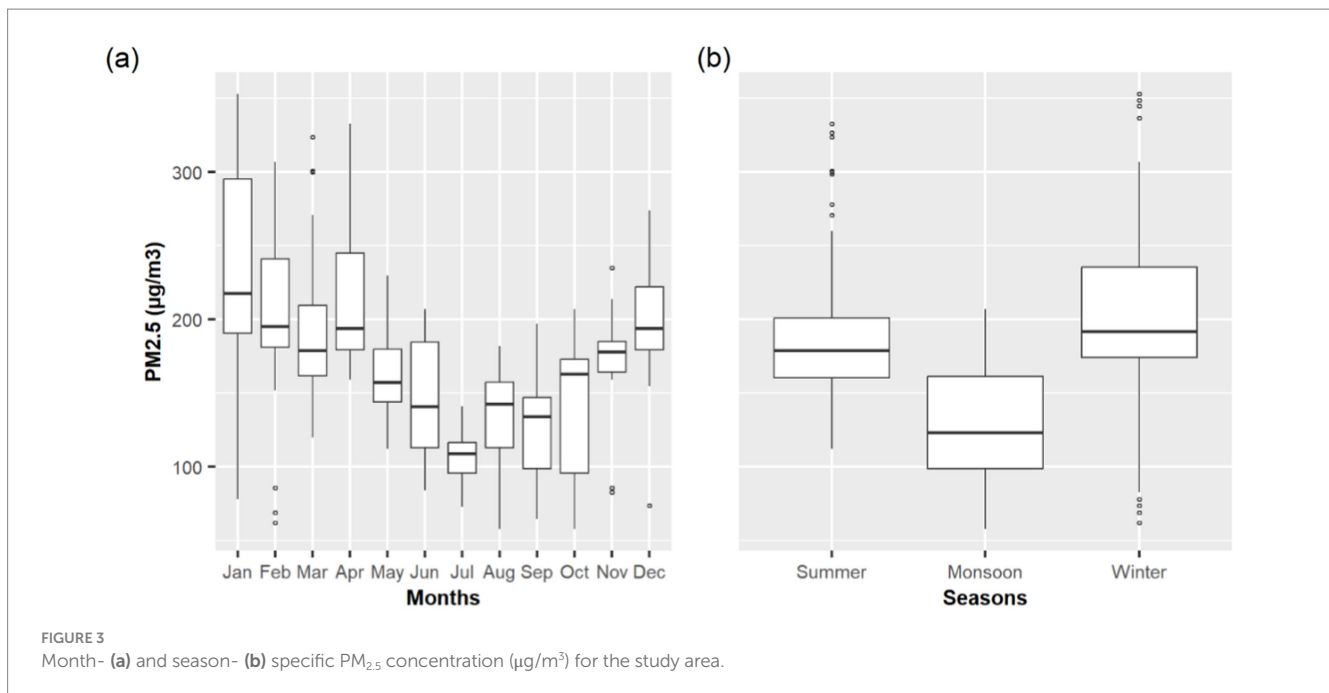 (a)
(b)
300
200
100
PM2.5 (µg/m3)
Jan Feb Mar Apr May Jun Jul Aug Sep Oct Nov Dec
Months
Summer Monsoon Winter
Seasons
FIGURE 3
Month- (a) and season- (b) specific PM2.5 concentration (µg/m³) for the study area.